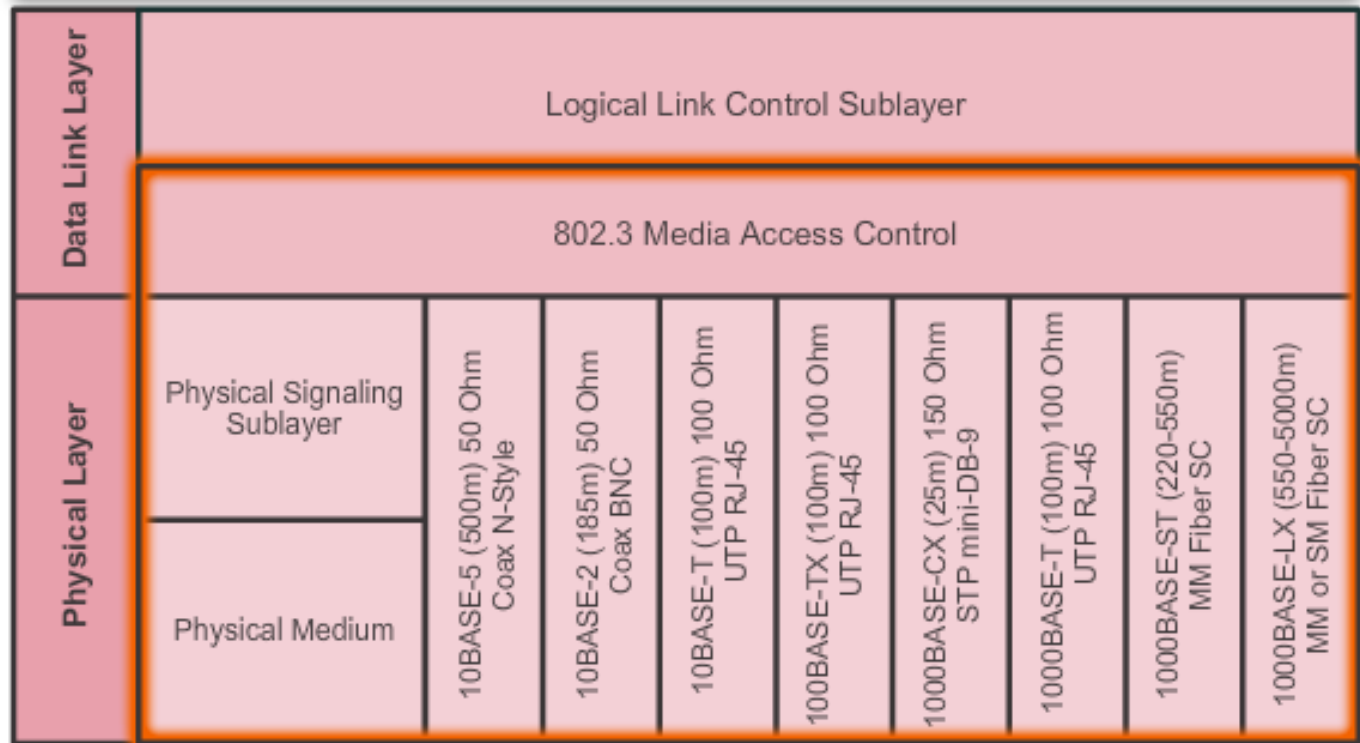 Data Link Layer
Logical Link Control Sublayer
802.3 Media Access Control
Physical Layer
Physical Signaling
Sublayer
Physical Medium
10BASE-5 (500m) 50 Ohm
Coax N-Style
10BASE-2 (185m) 50 Ohm
Coax BNC
10BASE-T (100m) 100 Ohm
UTP RJ-45
100BASE-TX (100m) 100 Ohm
UTP RJ-45
1000BASE-CX (25m) 150 Ohm
STP mini-DB-9
1000BASE-T (100m) 100 Ohm
UTP RJ-45
1000BASE-ST (220-550m)
MM Fiber SC
1000BASE-LX (550-5000m)
MM or SM Fiber SC